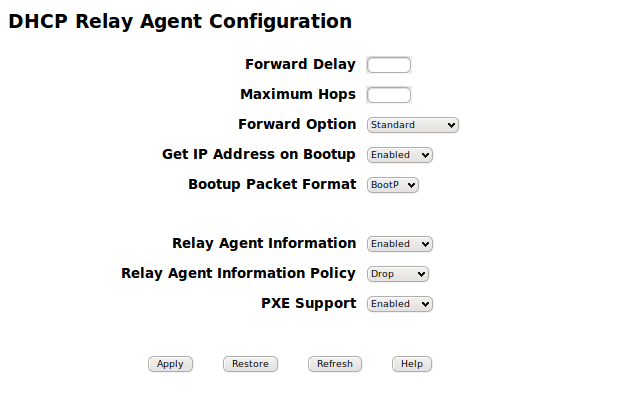 DHCP Relay Agent Configuration
Forward Delay
Maximum Hops
Forward Option Standard
Get IP Address on Bootup Enabled
Bootup Packet Format BootP
Relay Agent Information Enabled
Relay Agent Information Policy Drop
PXE Support Enabled
Apply Restore Refresh Help